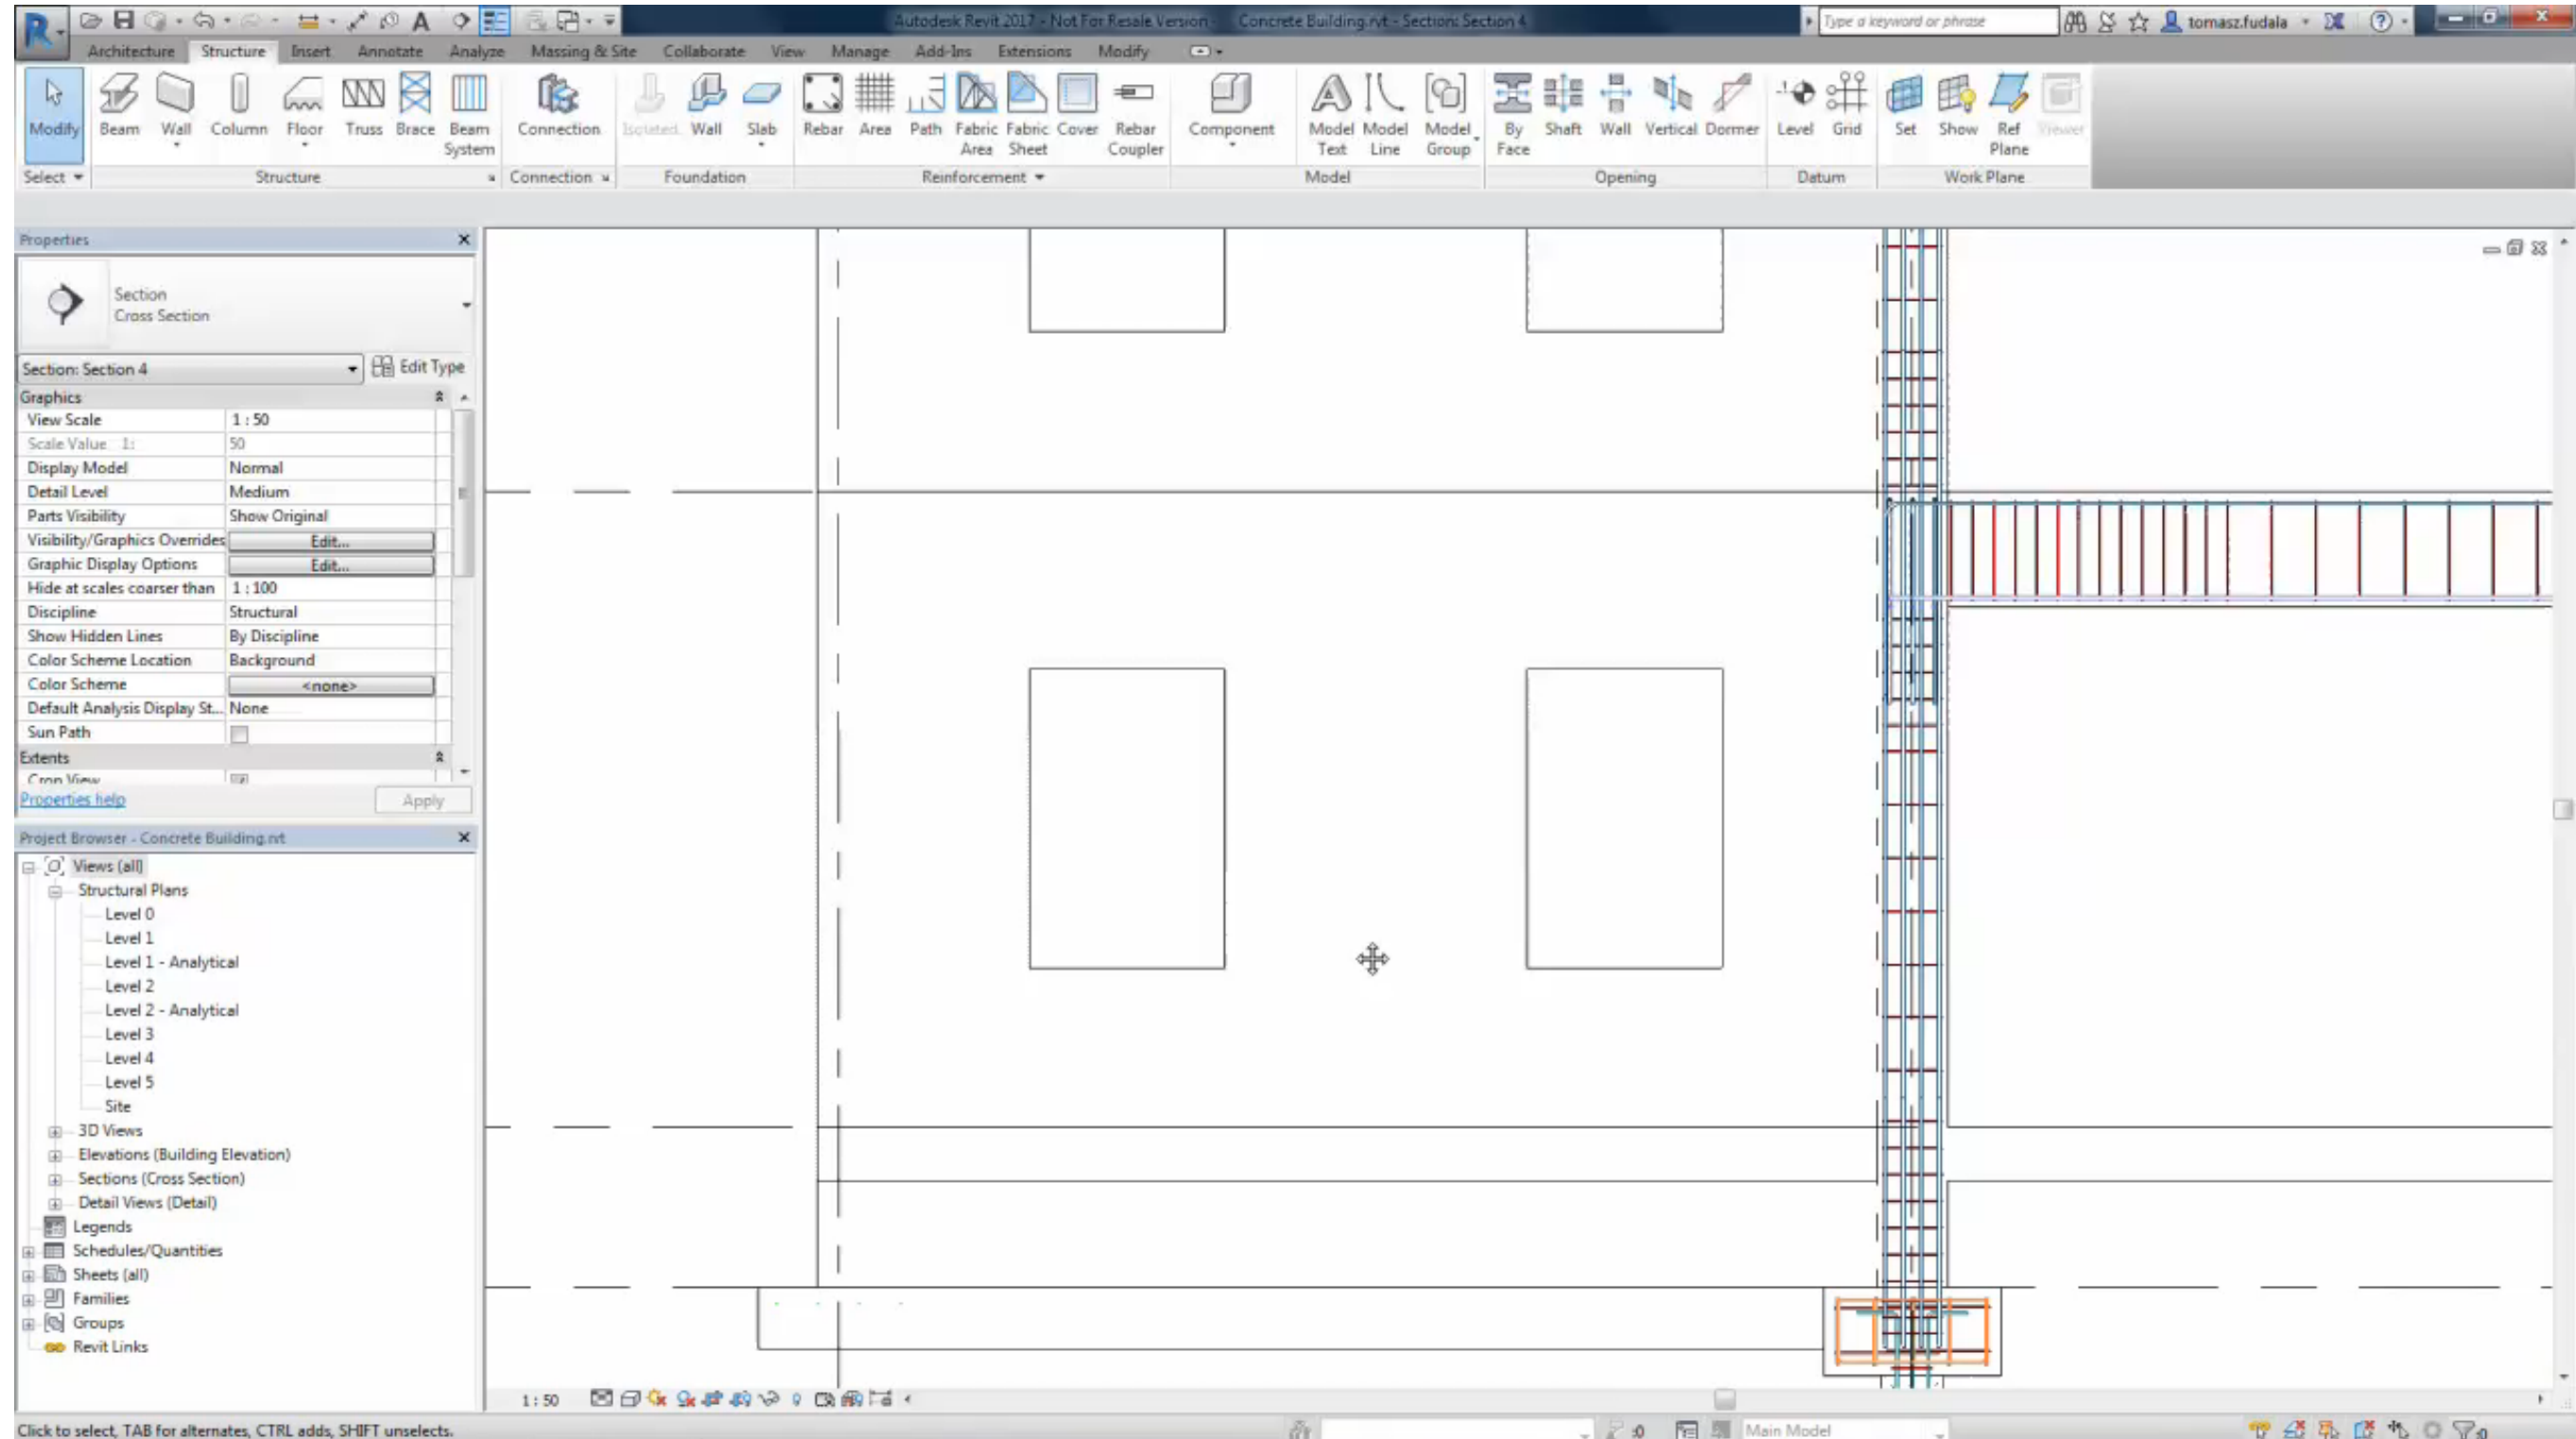 Autodesk Revit 2017 - Not For Resale Version - Concrete Building.rvt - Section: Section 4
Type a keyword or phrase
tomasz.fudala
Architecture Structure Insert Annotate Analyze Massing & Site Collaborate View Manage Add-Ins Extensions Modify
Modify Beam Wall Column Floor Truss Brace Beam System Connection Isolated Wall Slab Rebar Area Path Fabric Area Fabric Sheet Cover Rebar Coupler Component Model Text Model Line Model Group By Face Shaft Wall Vertical Dormer Level Grid Set Show Ref Plane Viewer
Select Structure Connection Foundation Reinforcement Model Opening Datum Work Plane
Properties
Section
Cross Section
Section: Section 4 Edit Type
Graphics
View Scale 1 : 50
Scale Value 1: 50
Display Model Normal
Detail Level Medium
Parts Visibility Show Original
Visibility/Graphics Overrides Edit...
Graphic Display Options Edit...
Hide at scales coarser than 1 : 100
Discipline Structural
Show Hidden Lines By Discipline
Color Scheme Location Background
Color Scheme <none>
Default Analysis Display St... None
Sun Path
Extents
Crop View
Properties help Apply
Project Browser - Concrete Building.rvt
Views (all)
Structural Plans
Level 0
Level 1
Level 1 - Analytical
Level 2
Level 2 - Analytical
Level 3
Level 4
Level 5
Site
3D Views
Elevations (Building Elevation)
Sections (Cross Section)
Detail Views (Detail)
Legends
Schedules/Quantities
Sheets (all)
Families
Groups
Revit Links
1 : 50
Click to select, TAB for alternates, CTRL adds, SHIFT unselects.
:0
Main Model
:0